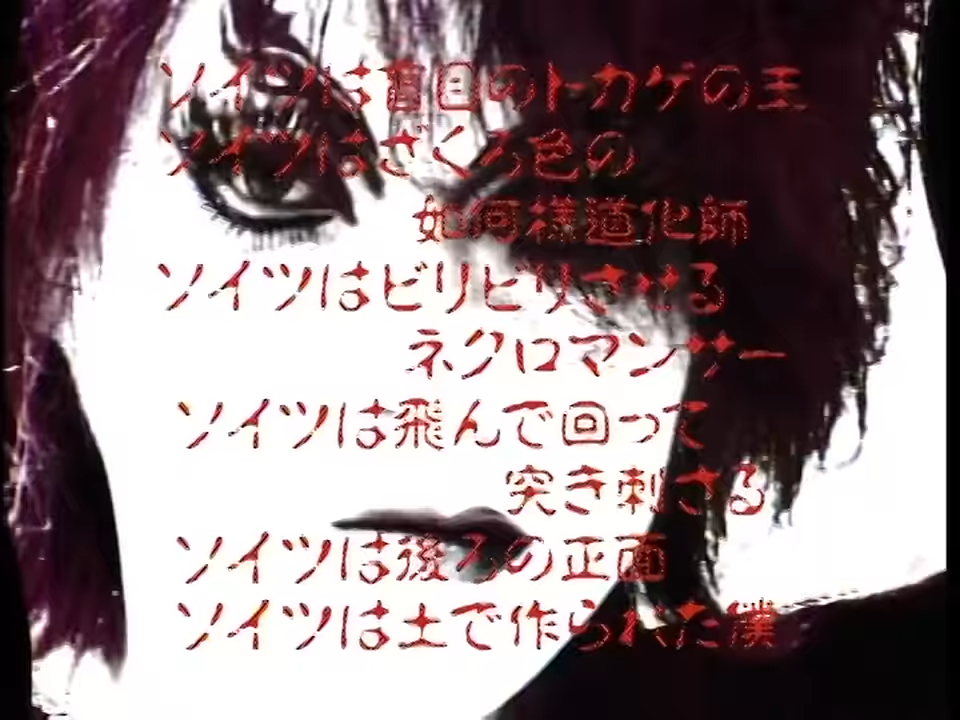 ソイツは盲目のトカゲの王
ソイツはざくろ色の
如何様道化師
ソイツはビリビリさせる
ネクロマンサー
ソイツは飛んで回って
突き刺さる
ソイツは後ろの正面
ソイツは土で作られた僕